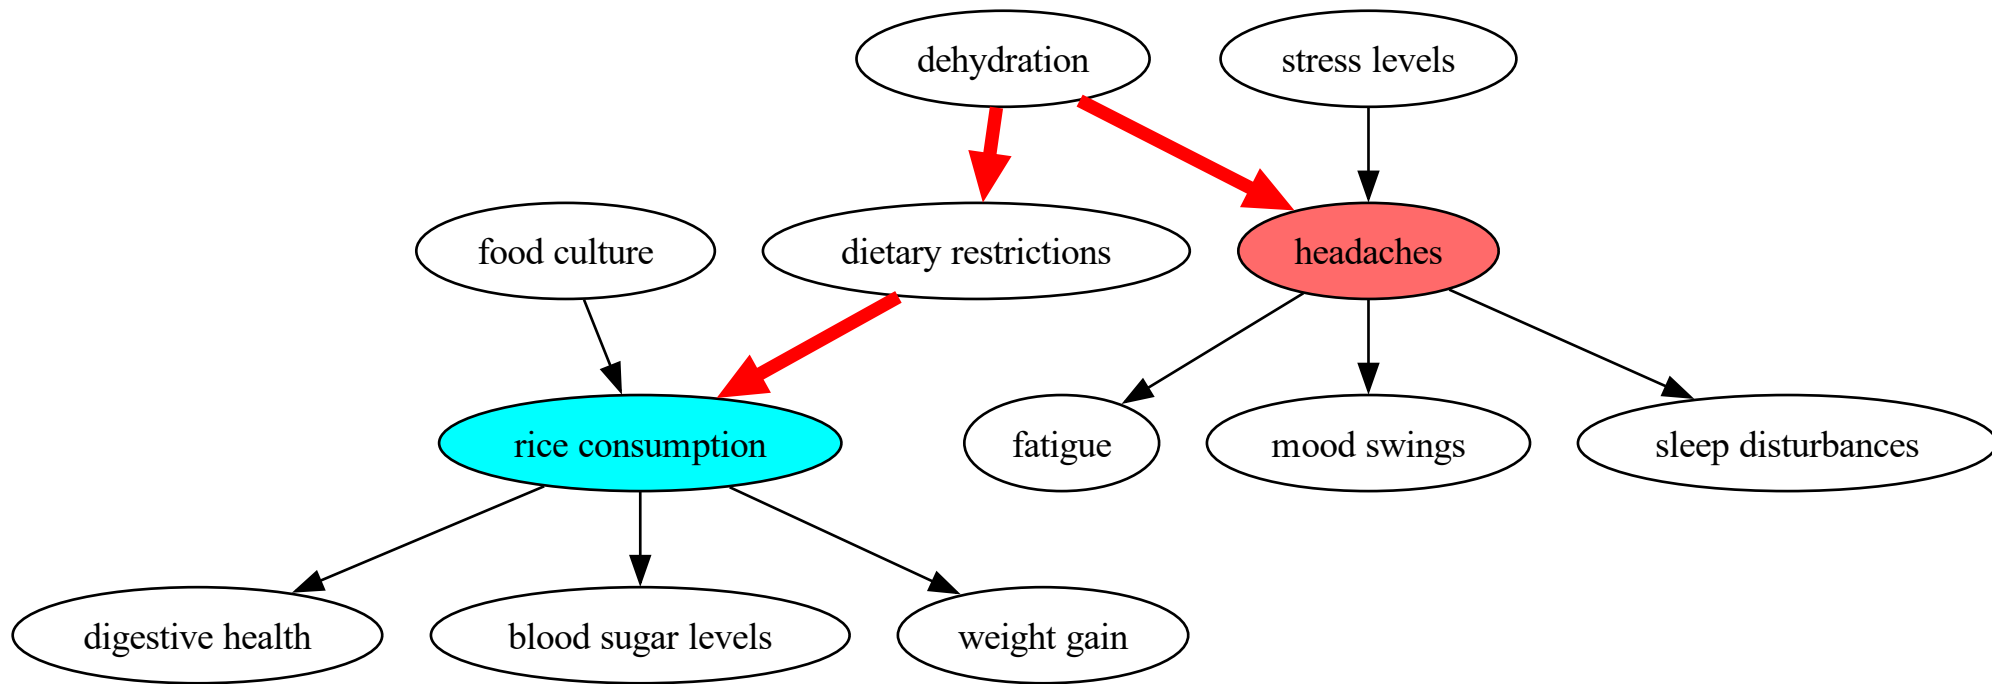 dehydration
stress levels
food culture
dietary restrictions
headaches
rice consumption
fatigue
mood swings
sleep disturbances
digestive health
blood sugar levels
weight gain